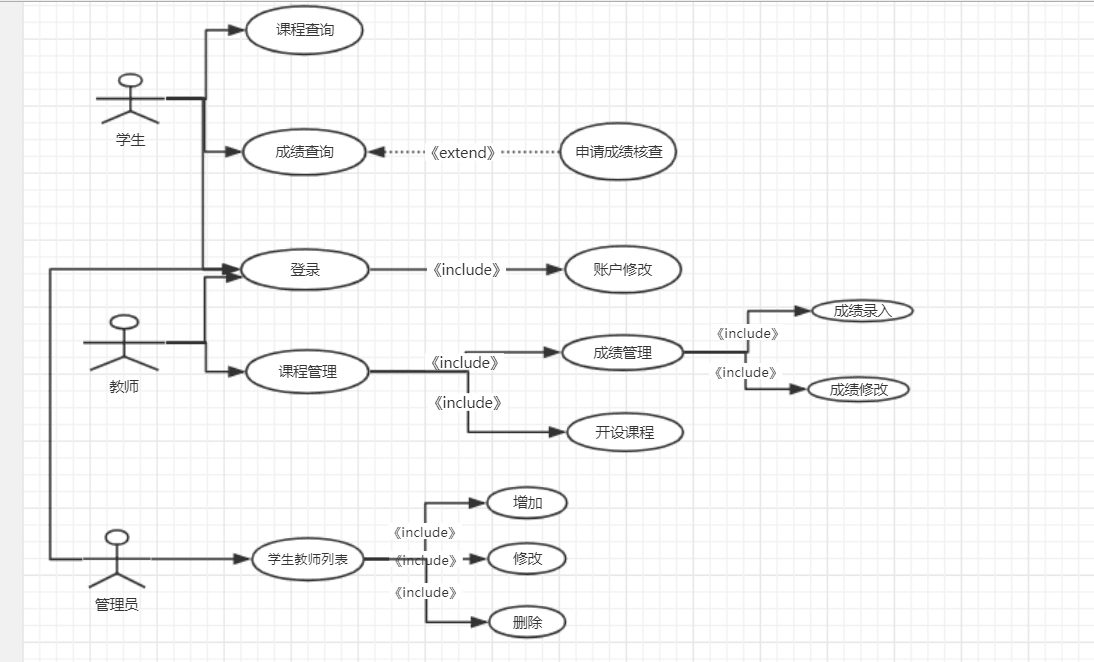 课程查询
学生
成绩查询
《extend》
申请成绩核查
登录
《include》
账户修改
成绩录入
《include》
教师
课程管理
《include》
成绩管理
《include》
成绩修改
《include》
开设课程
增加
《include》
管理员
学生教师列表
《include》
修改
《include》
删除